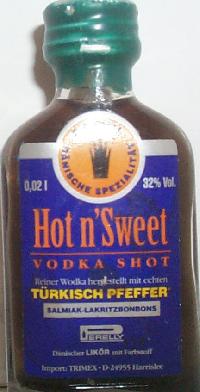 DÄNISCHE SPEZIALITÄT
0,02 l 32% Vol.
Hot n' Sweet
VODKA SHOT
Reiner Wodka hergestellt mit echten
TÜRKISCH PFEFFER®
SALMIAK-LAKRITZBONBONS
PERELLY
Dänischer LIKÖR mit Farbstoff
Import: TRIMEX · D-24955 Harrislee